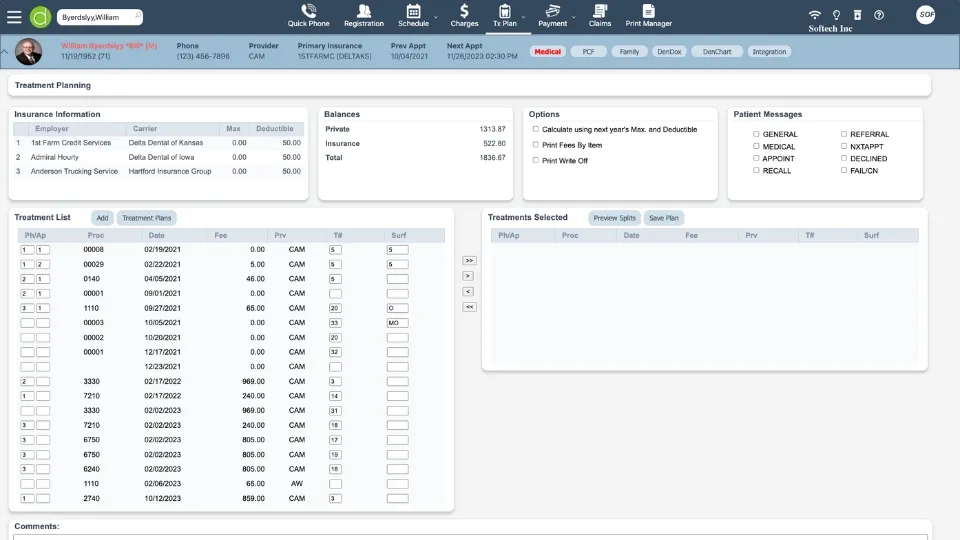 Byerdslyy,William
Quick Phone Registration Schedule Charges Tx Plan Payment Claims Print Manager
SOF
Softech Inc
William Byerdslyy "Bill" (M) Phone Provider Primary Insurance Prev Appt Next Appt
11/19/1952 (71) (123) 456-7896 CAM 1STFARMC (DELTAKS) 10/04/2021 11/26/2023 02:30 PM
Medical PCF Family DenDox DenChart Integration
Treatment Planning
Insurance Information
Employer Carrier Max Deductible
1 1st Farm Credit Services Delta Dental of Kansas 0.00 50.00
2 Admiral Hourly Delta Dental of Iowa 0.00 50.00
3 Anderson Trucking Service Hartford Insurance Group 0.00 50.00
Balances
Private 1313.87
Insurance 522.80
Total 1836.67
Options
Calculate using next year's Max. and Deductible
Print Fees By Item
Print Write Off
Patient Messages
GENERAL REFERRAL
MEDICAL NXTAPPT
APPOINT DECLINED
RECALL FAIL/CN
Treatment List Add Treatment Plans
Ph/Ap Proc Date Fee Prv T# Surf
1 1 00008 02/19/2021 0.00 CAM 5 5
1 2 00029 02/22/2021 5.00 CAM 5 5
2 1 0140 04/05/2021 46.00 CAM 5
2 1 00001 09/01/2021 0.00 CAM
3 1 1110 09/27/2021 65.00 CAM 20 O
00003 10/05/2021 0.00 CAM 33 MO
00002 10/20/2021 0.00 CAM 20
00001 12/17/2021 0.00 CAM 32
12/23/2021 0.00 CAM
2 3330 02/17/2022 969.00 CAM 3
1 7210 02/17/2022 240.00 CAM 14
3330 02/02/2023 969.00 CAM 31
3 7210 02/02/2023 240.00 CAM 18
3 6750 02/02/2023 805.00 CAM 17
3 6750 02/02/2023 805.00 CAM 19
3 6240 02/02/2023 805.00 CAM 18
1110 02/06/2023 65.00 AW
1 2740 10/12/2023 859.00 CAM 3
>>
>
<
<<
Treatments Selected Preview Splits Save Plan
Ph/Ap Proc Date Fee Prv T# Surf
Comments: